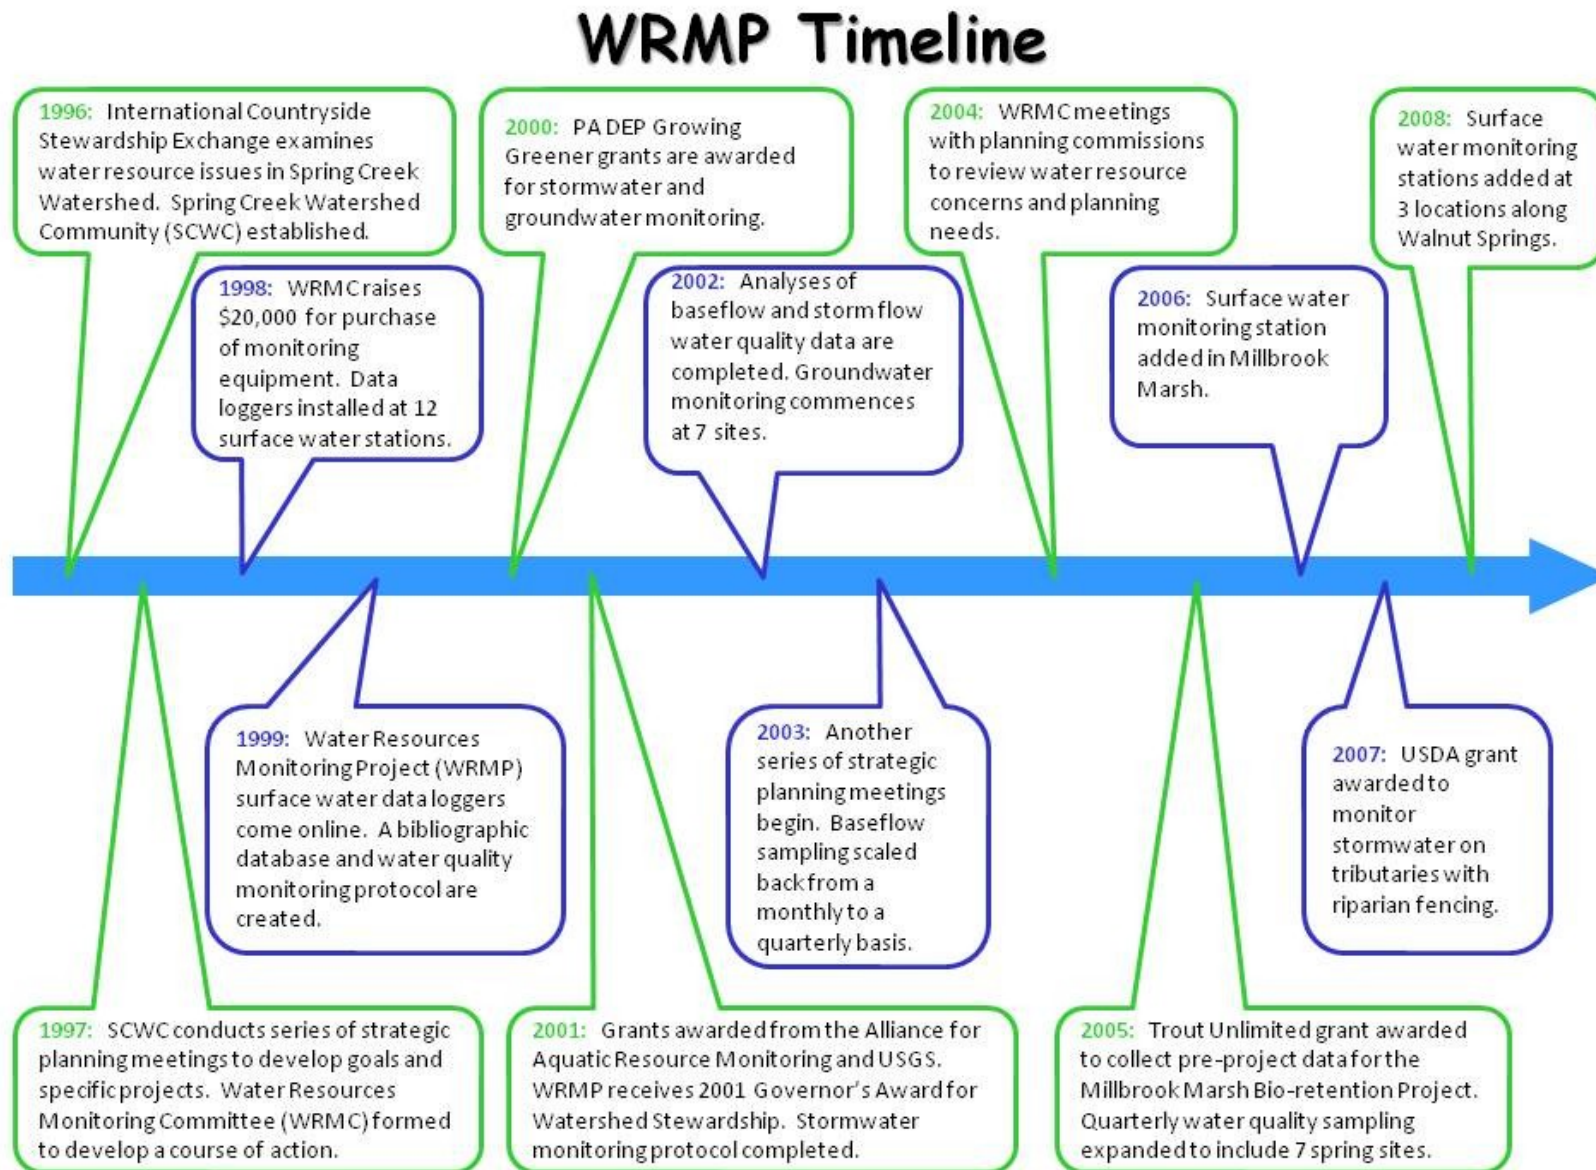 WRMP Timeline
1996: International Countryside
Stewardship Exchange examines
water resource issues in Spring Creek
Watershed. Spring Creek Watershed
Community (SCWC) established.
2000: PA DEP Growing
Greener grants are awarded
for stormwater and
groundwater monitoring.
2004: WRMC meetings
with planning commissions
to review water resource
concerns and planning
needs.
2008: Surface
water monitoring
stations added at
3 locations along
Walnut Springs.
1998: WRMC raises
$20,000 for purchase
of monitoring
equipment. Data
loggers installed at 12
surface water stations.
2002: Analyses of
baseflow and storm flow
water quality data are
completed. Groundwater
monitoring commences
at 7 sites.
2006: Surface water
monitoring station
added in Millbrook
Marsh.
1999: Water Resources
Monitoring Project (WRMP)
surface water data loggers
come online. A bibliographic
database and water quality
monitoring protocol are
created.
2003: Another
series of strategic
planning meetings
begin. Baseflow
sampling scaled
back from a
monthly to a
quarterly basis.
2007: USDA grant
awarded to
monitor
stormwater on
tributaries with
riparian fencing.
1997: SCWC conducts series of strategic
planning meetings to develop goals and
specific projects. Water Resources
Monitoring Committee (WRMC) formed
to develop a course of action.
2001: Grants awarded from the Alliance for
Aquatic Resource Monitoring and USGS.
WRMP receives 2001 Governor's Award for
Watershed Stewardship. Stormwater
monitoring protocol completed.
2005: Trout Unlimited grant awarded
to collect pre-project data for the
Millbrook Marsh Bio-retention Project.
Quarterly water quality sampling
expanded to include 7 spring sites.